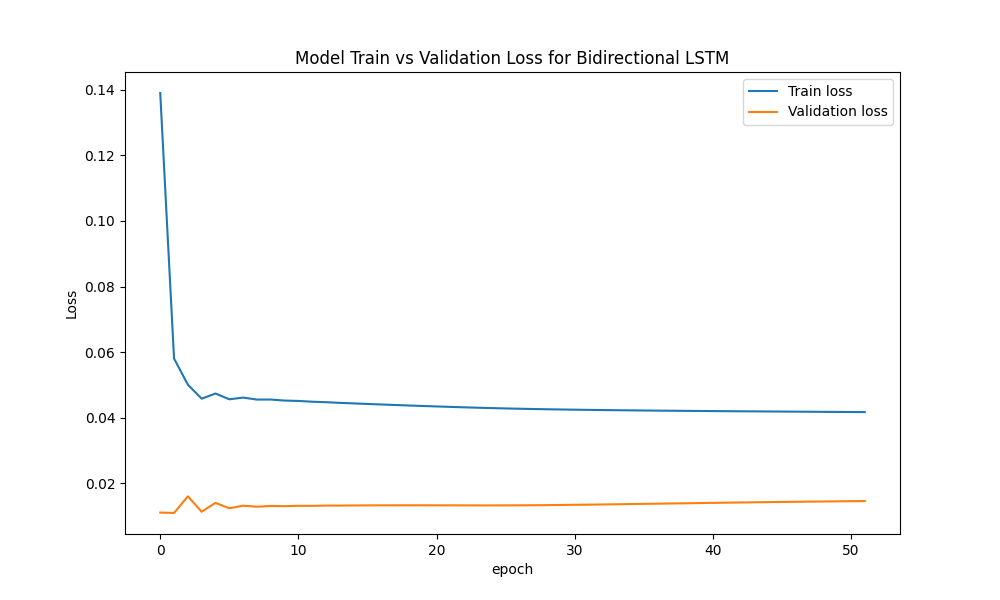 Model Train vs Validation Loss for Bidirectional LSTM
Train loss
Validation loss
0.14
0.12
0.10
0.08
0.06
0.04
0.02
Loss
0 10 20 30 40 50
epoch